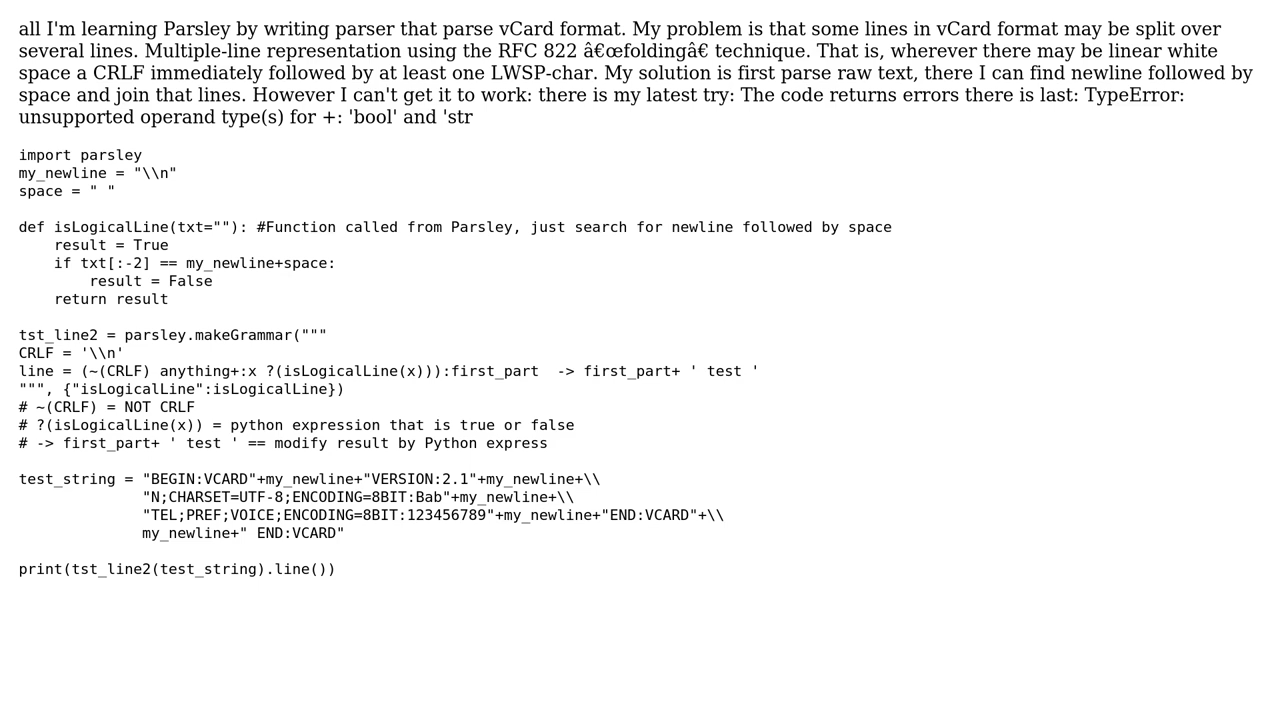 all I'm learning Parsley by writing parser that parse vCard format. My problem is that some lines in vCard format may be split over
several lines. Multiple-line representation using the RFC 822 â€œfoldingâ€ technique. That is, wherever there may be linear white
space a CRLF immediately followed by at least one LWSP-char. My solution is first parse raw text, there I can find newline followed by
space and join that lines. However I can't get it to work: there is my latest try: The code returns errors there is last: TypeError:
unsupported operand type(s) for +: 'bool' and 'str
import parsley
my_newline = "\\n"
space = " "
def isLogicalLine(txt=""): #Function called from Parsley, just search for newline followed by space
    result = True
    if txt[:-2] == my_newline+space:
        result = False
    return result
tst_line2 = parsley.makeGrammar("""
CRLF = '\\n'
line = (~(CRLF) anything+:x ?(isLogicalLine(x))):first_part  -> first_part+ ' test '
""", {"isLogicalLine":isLogicalLine})
# ~(CRLF) = NOT CRLF
# ?(isLogicalLine(x)) = python expression that is true or false
# -> first_part+ ' test ' == modify result by Python express
test_string = "BEGIN:VCARD"+my_newline+"VERSION:2.1"+my_newline+\\
              "N;CHARSET=UTF-8;ENCODING=8BIT:Bab"+my_newline+\\
              "TEL;PREF;VOICE;ENCODING=8BIT:123456789"+my_newline+"END:VCARD"+\\
              my_newline+" END:VCARD"
print(tst_line2(test_string).line())